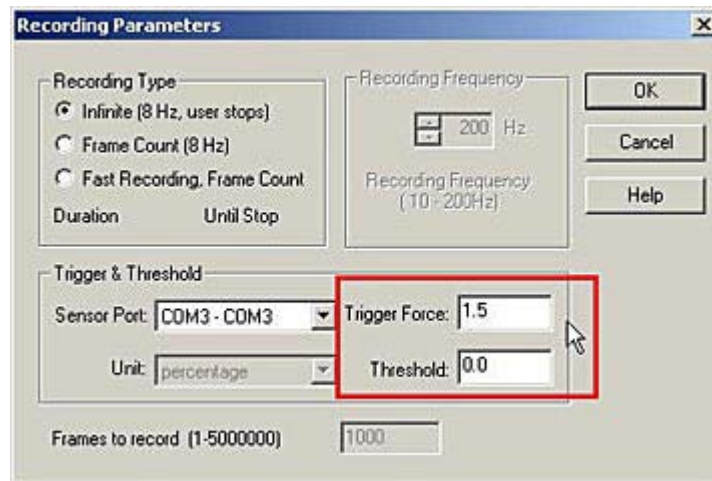 Recording Parameters
Recording Type
Infinite (8 Hz, user stops)
Frame Count (8 Hz)
Fast Recording, Frame Count
Duration Until Stop
Recording Frequency
200 Hz
Recording Frequency
(10 - 200Hz)
OK
Cancel
Help
Trigger & Threshold
Sensor Port: COM3 - COM3
Unit: percentage
Trigger Force: 1.5
Threshold: 0.0
Frames to record (1-5000000) 1000